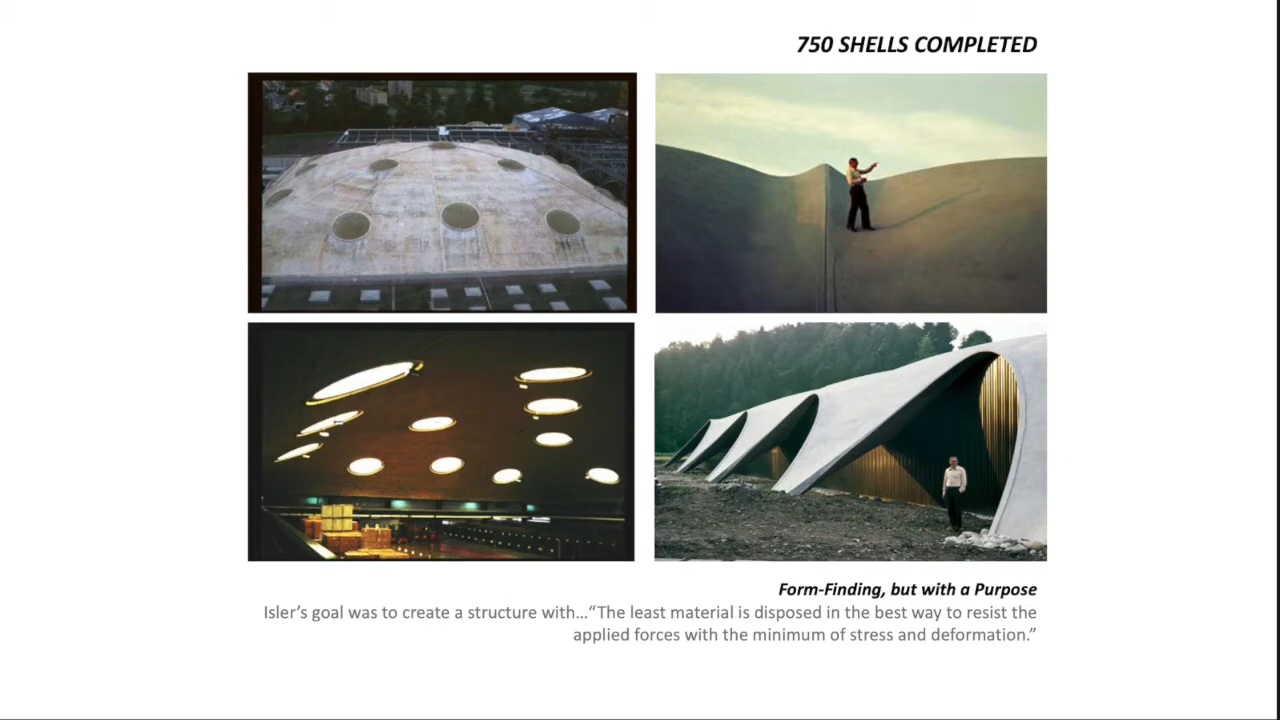 750 SHELLS COMPLETED
Form-Finding, but with a Purpose
Isler’s goal was to create a structure with…“The least material is disposed in the best way to resist the
applied forces with the minimum of stress and deformation.”